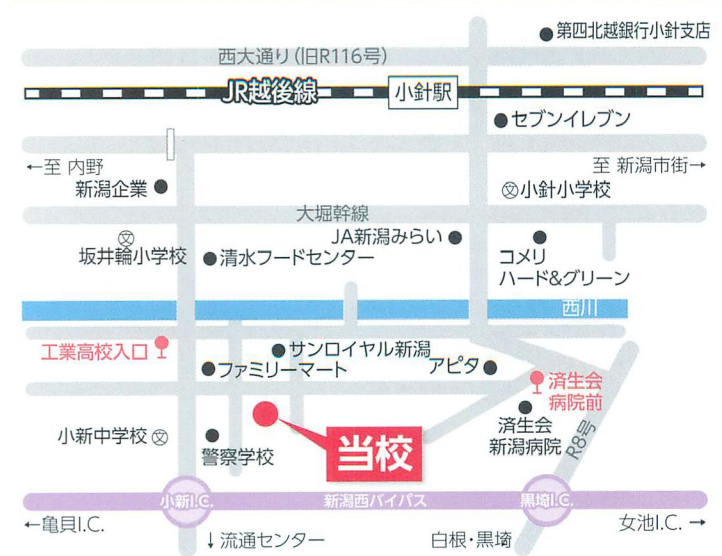 第四北越銀行小針支店
西大通り(旧R116号)
JR越後線
小針駅
セブンイレブン
←至 内野
至 新潟市街→
新潟企業
文小針小学校
大堀幹線
文
坂井輪小学校
清水フードセンター
JA新潟みらい
コメリ
ハード&グリーン
西川
工業高校入口
サンロイヤル新潟
ファミリーマート
アピタ
済生会
病院前
小新中学校文
警察学校
当校
済生会
新潟病院
R8号
小新I.C.
新潟西バイパス
黒埼I.C.
←亀貝I.C.
↓流通センター
白根・黒埼
女池I.C.→